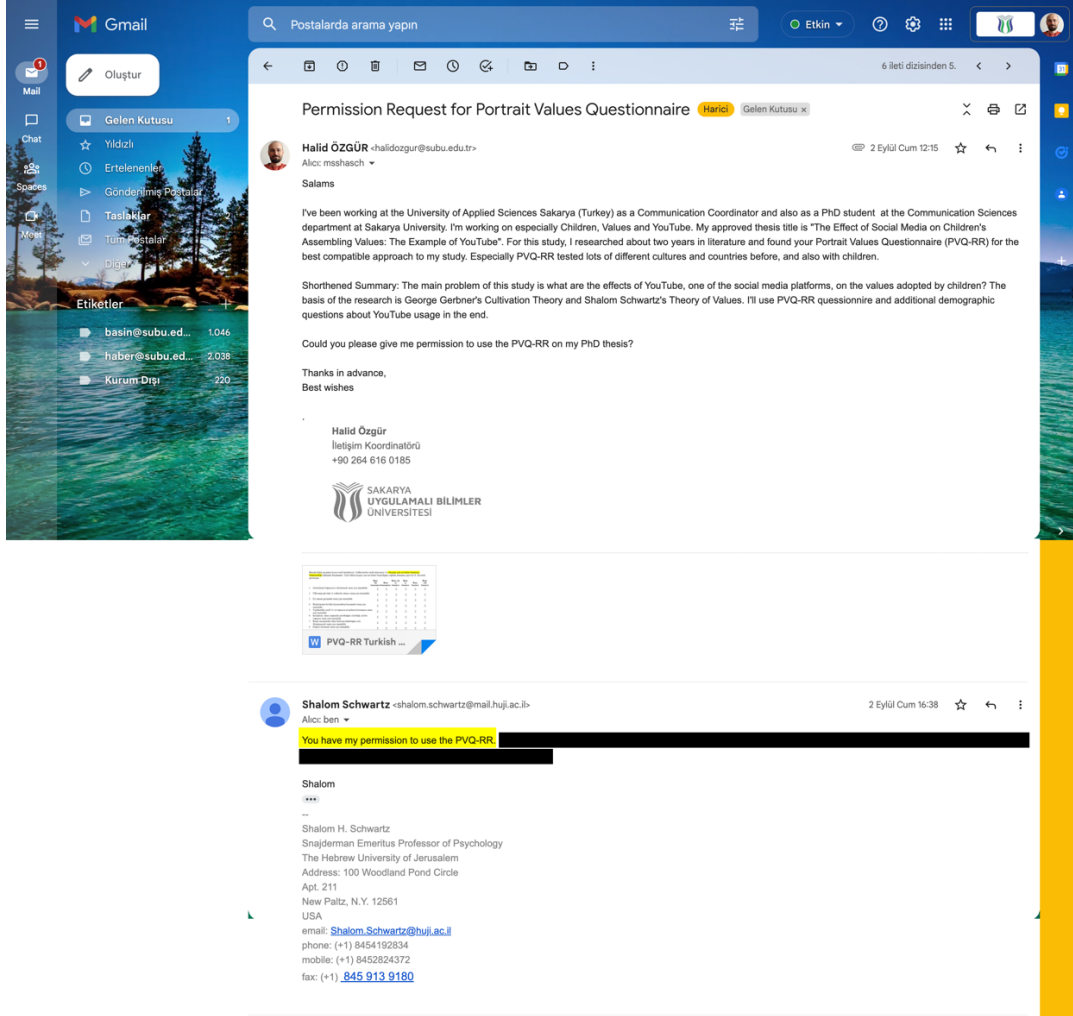 Gmail
Postalarda arama yapın
Etkin
1
Mail
Chat
Spaces
Meet
Oluştur
Gelen Kutusu 1
Yıldızlı
Ertelenenler
Gönderilmiş Postalar
Taslaklar 2
Tüm Postalar
Diğer
Etiketler
basin@subu.ed... 1.046
haber@subu.ed... 2.038
Kurum Dışı 220
6 ileti dizisinden 5.
Permission Request for Portrait Values Questionnaire Harici Gelen Kutusu x
Halid ÖZGÜR <halidozgur@subu.edu.tr> 2 Eylül Cum 12:15
Alıcı: msshasch
Salams
I've been working at the University of Applied Sciences Sakarya (Turkey) as a Communication Coordinator and also as a PhD student at the Communication Sciences
department at Sakarya University. I'm working on especially Children, Values and YouTube. My approved thesis title is "The Effect of Social Media on Children's
Assembling Values: The Example of YouTube". For this study, I researched about two years in literature and found your Portrait Values Questionnaire (PVQ-RR) for the
best compatible approach to my study. Especially PVQ-RR tested lots of different cultures and countries before, and also with children.
Shorthened Summary: The main problem of this study is what are the effects of YouTube, one of the social media platforms, on the values adopted by children? The
basis of the research is George Gerbner's Cultivation Theory and Shalom Schwartz's Theory of Values. I'll use PVQ-RR quessionnire and additional demographic
questions about YouTube usage in the end.
Could you please give me permission to use the PVQ-RR on my PhD thesis?
Thanks in advance,
Best wishes
.
Halid Özgür
İletişim Koordinatörü
+90 264 616 0185
SAKARYA
UYGULAMALI BİLİMLER
ÜNİVERSİTESİ
W PVQ-RR Turkish ...
Shalom Schwartz <shalom.schwartz@mail.huji.ac.il> 2 Eylül Cum 16:38
Alıcı: ben
You have my permission to use the PVQ-RR.
Shalom
...
--
Shalom H. Schwartz
Snajderman Emeritus Professor of Psychology
The Hebrew University of Jerusalem
Address: 100 Woodland Pond Circle
Apt. 211
New Paltz, N.Y. 12561
USA
email: Shalom.Schwartz@huji.ac.il
phone: (+1) 8454192834
mobile: (+1) 8452824372
fax: (+1) 845 913 9180